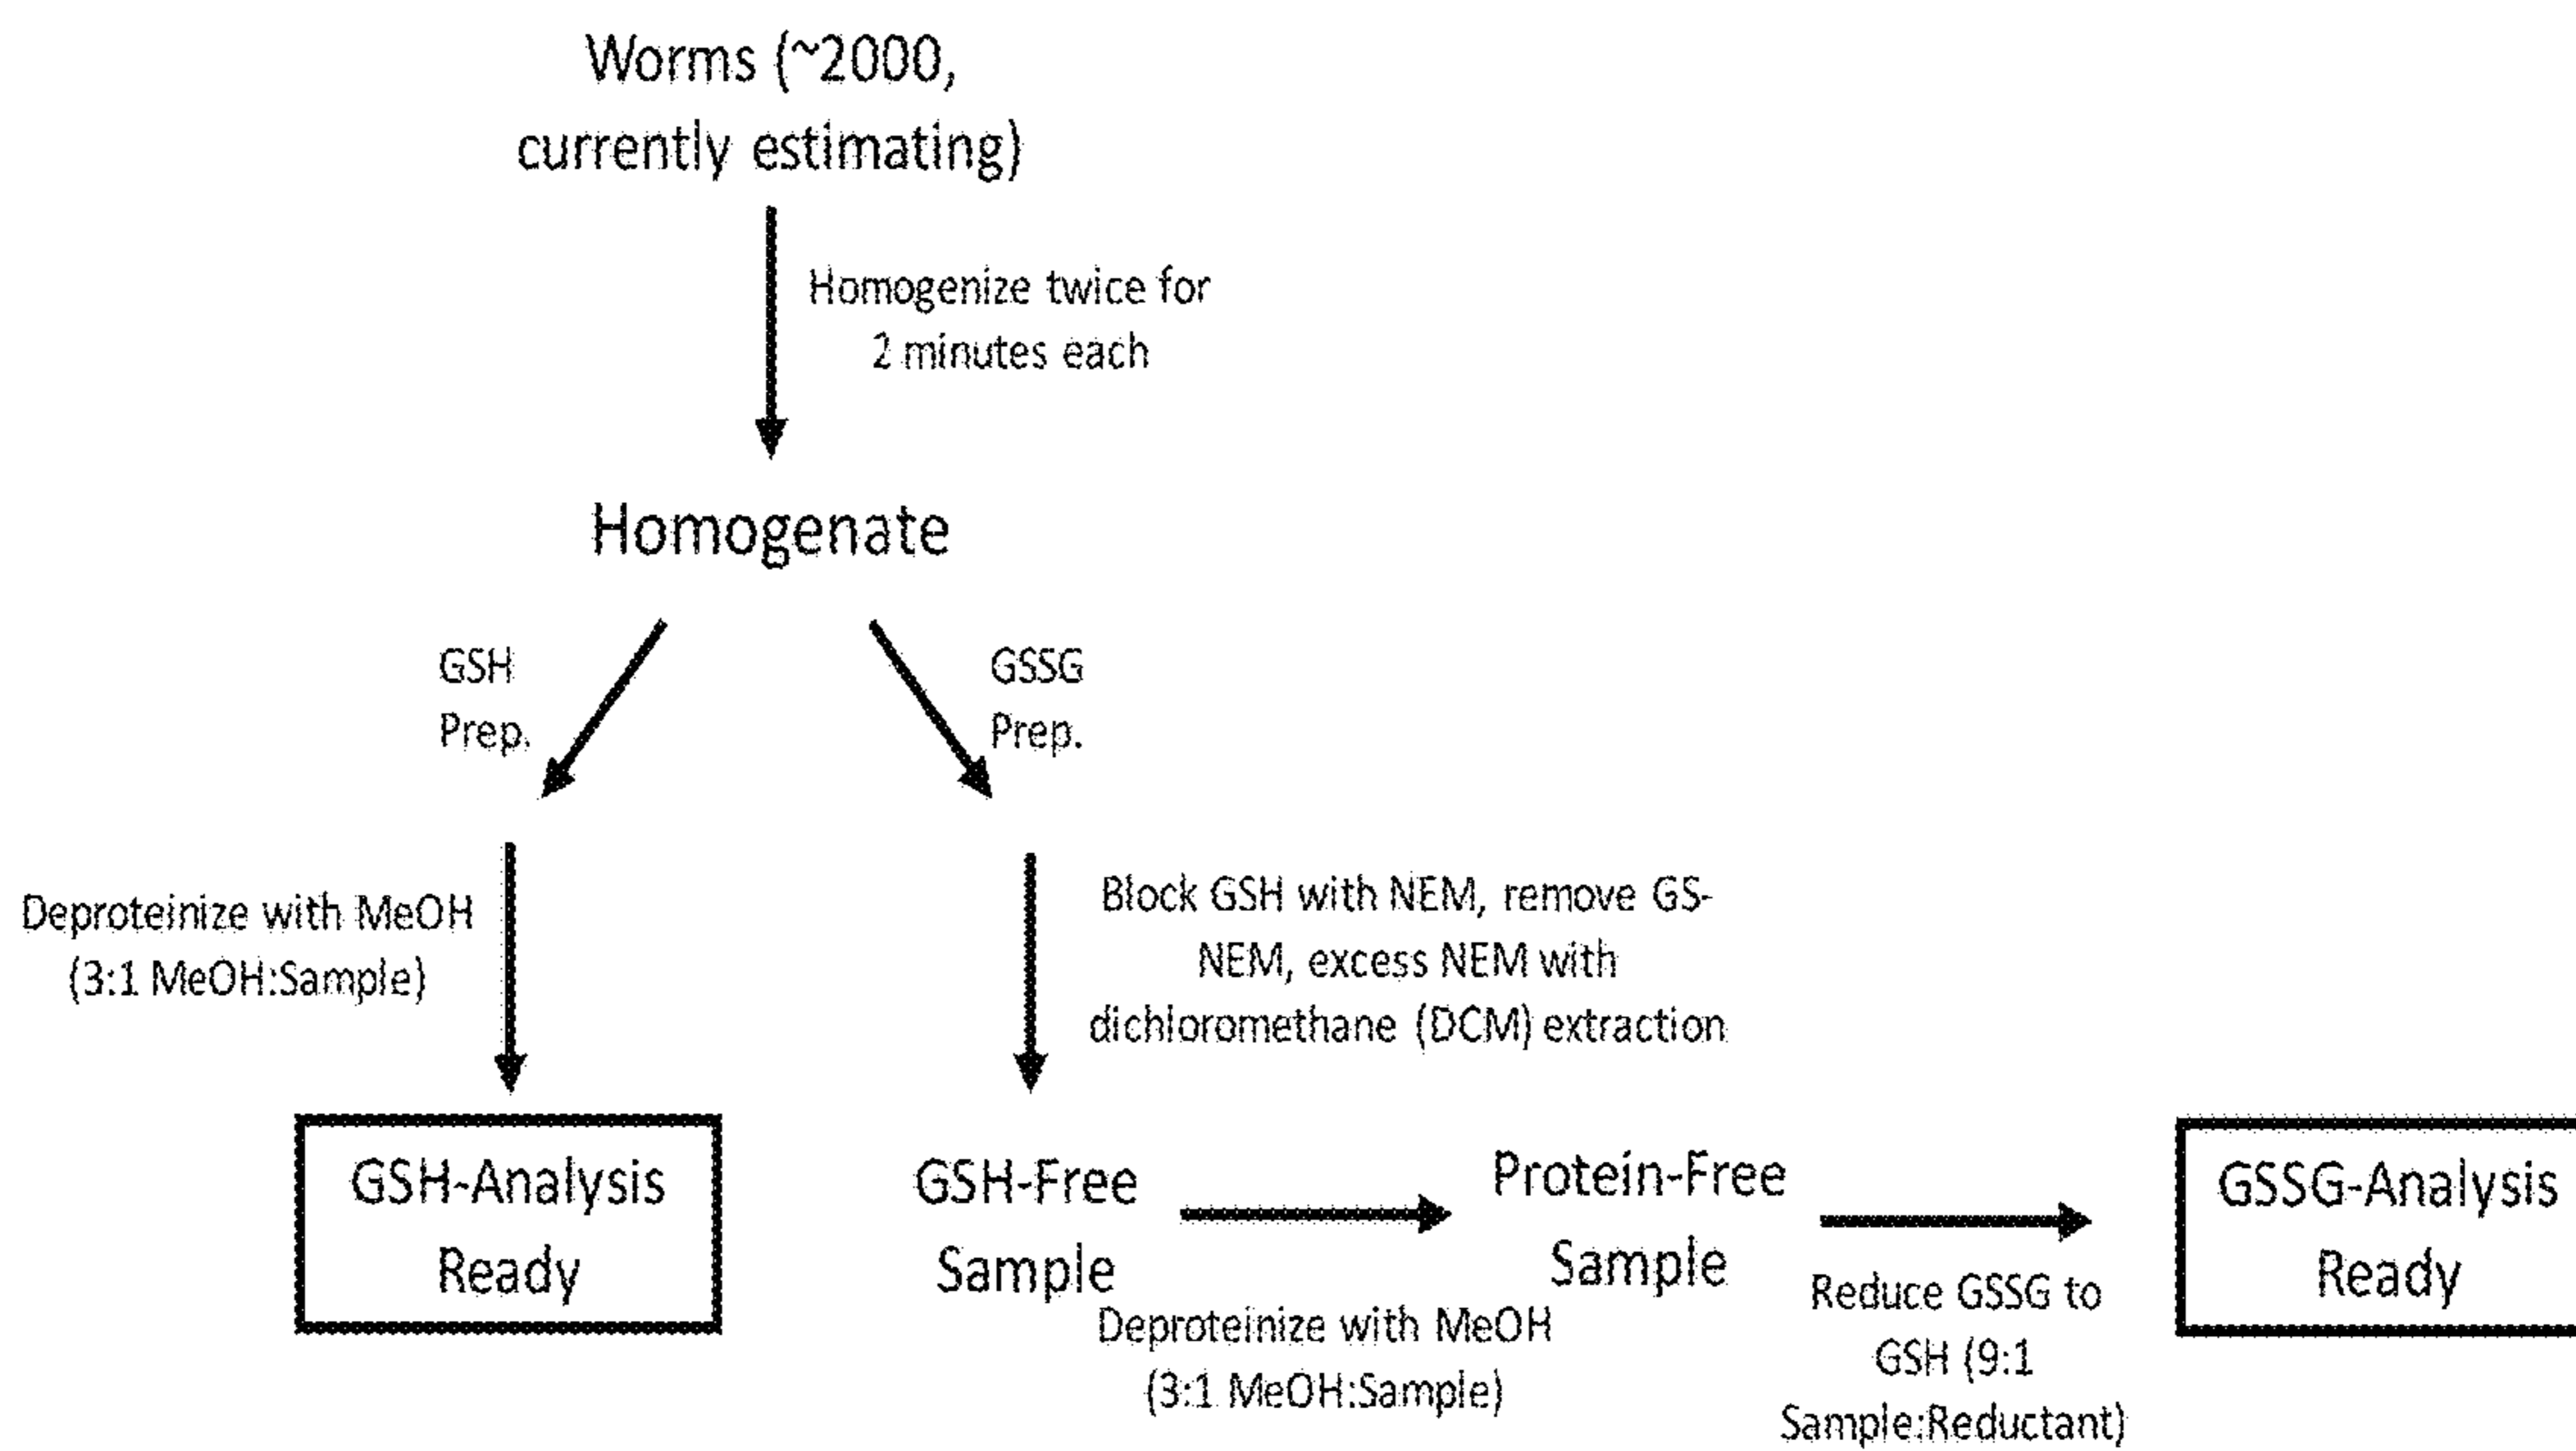 Worms (~2000,
currently estimating)
Homogenize twice for
2 minutes each
Homogenate
GSH
Prep.
GSSG
Prep.
Deproteinize with MeOH
(3:1 MeOH:Sample)
Block GSH with NEM, remove GS-
NEM, excess NEM with
dichloromethane (DCM) extraction
GSH-Analysis
Ready
GSH-Free
Sample
Deproteinize with MeOH
(3:1 MeOH:Sample)
Protein-Free
Sample
Reduce GSSG to
GSH (9:1
Sample:Reductant)
GSSG-Analysis
Ready